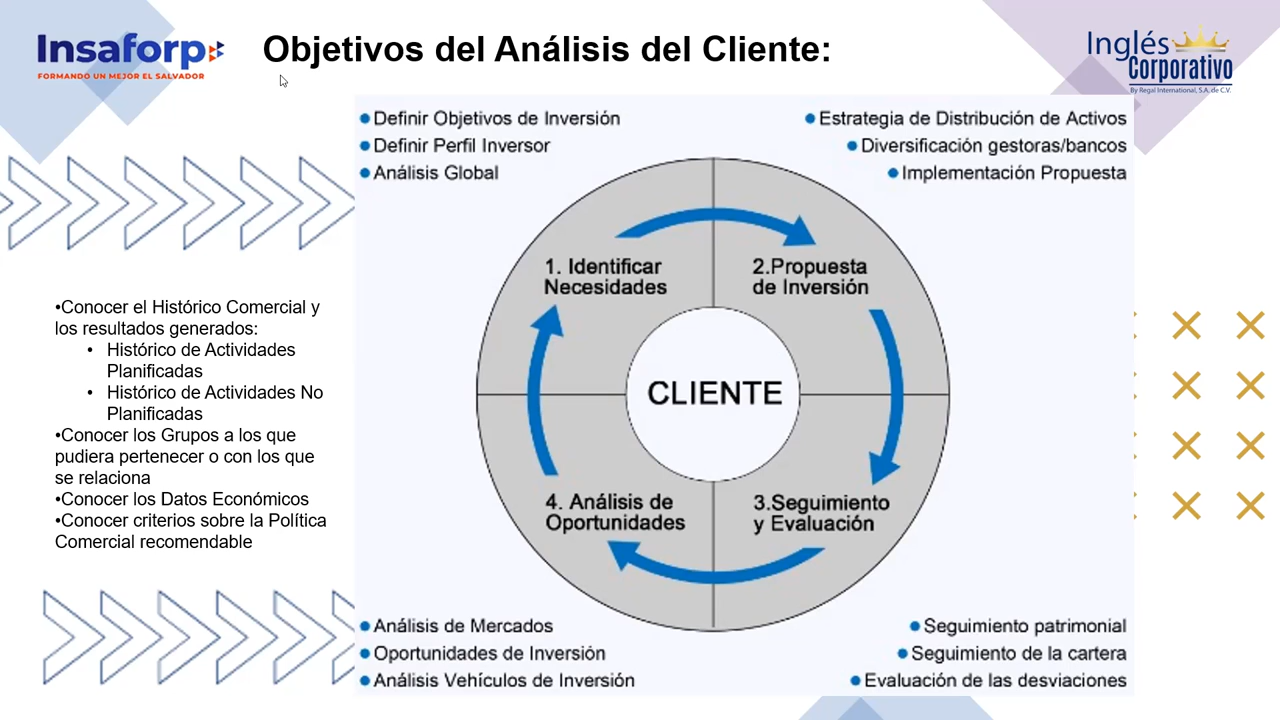 Insaforp
FORMANDO UN MEJOR EL SALVADOR
Objetivos del Análisis del Cliente:
Inglés
Corporativo
By Regal International, S.A. de C.V.
•Conocer el Histórico Comercial y
los resultados generados:
• Histórico de Actividades
Planificadas
• Histórico de Actividades No
Planificadas
•Conocer los Grupos a los que
pudiera pertenecer o con los que
se relaciona
•Conocer los Datos Económicos
•Conocer criterios sobre la Política
Comercial recomendable
• Definir Objetivos de Inversión
• Definir Perfil Inversor
• Análisis Global
• Estrategia de Distribución de Activos
• Diversificación gestoras/bancos
• Implementación Propuesta
1. Identificar
Necesidades
2.Propuesta
de Inversión
CLIENTE
4. Análisis de
Oportunidades
3.Seguimiento
y Evaluación
• Análisis de Mercados
• Oportunidades de Inversión
• Análisis Vehículos de Inversión
• Seguimiento patrimonial
• Seguimiento de la cartera
• Evaluación de las desviaciones